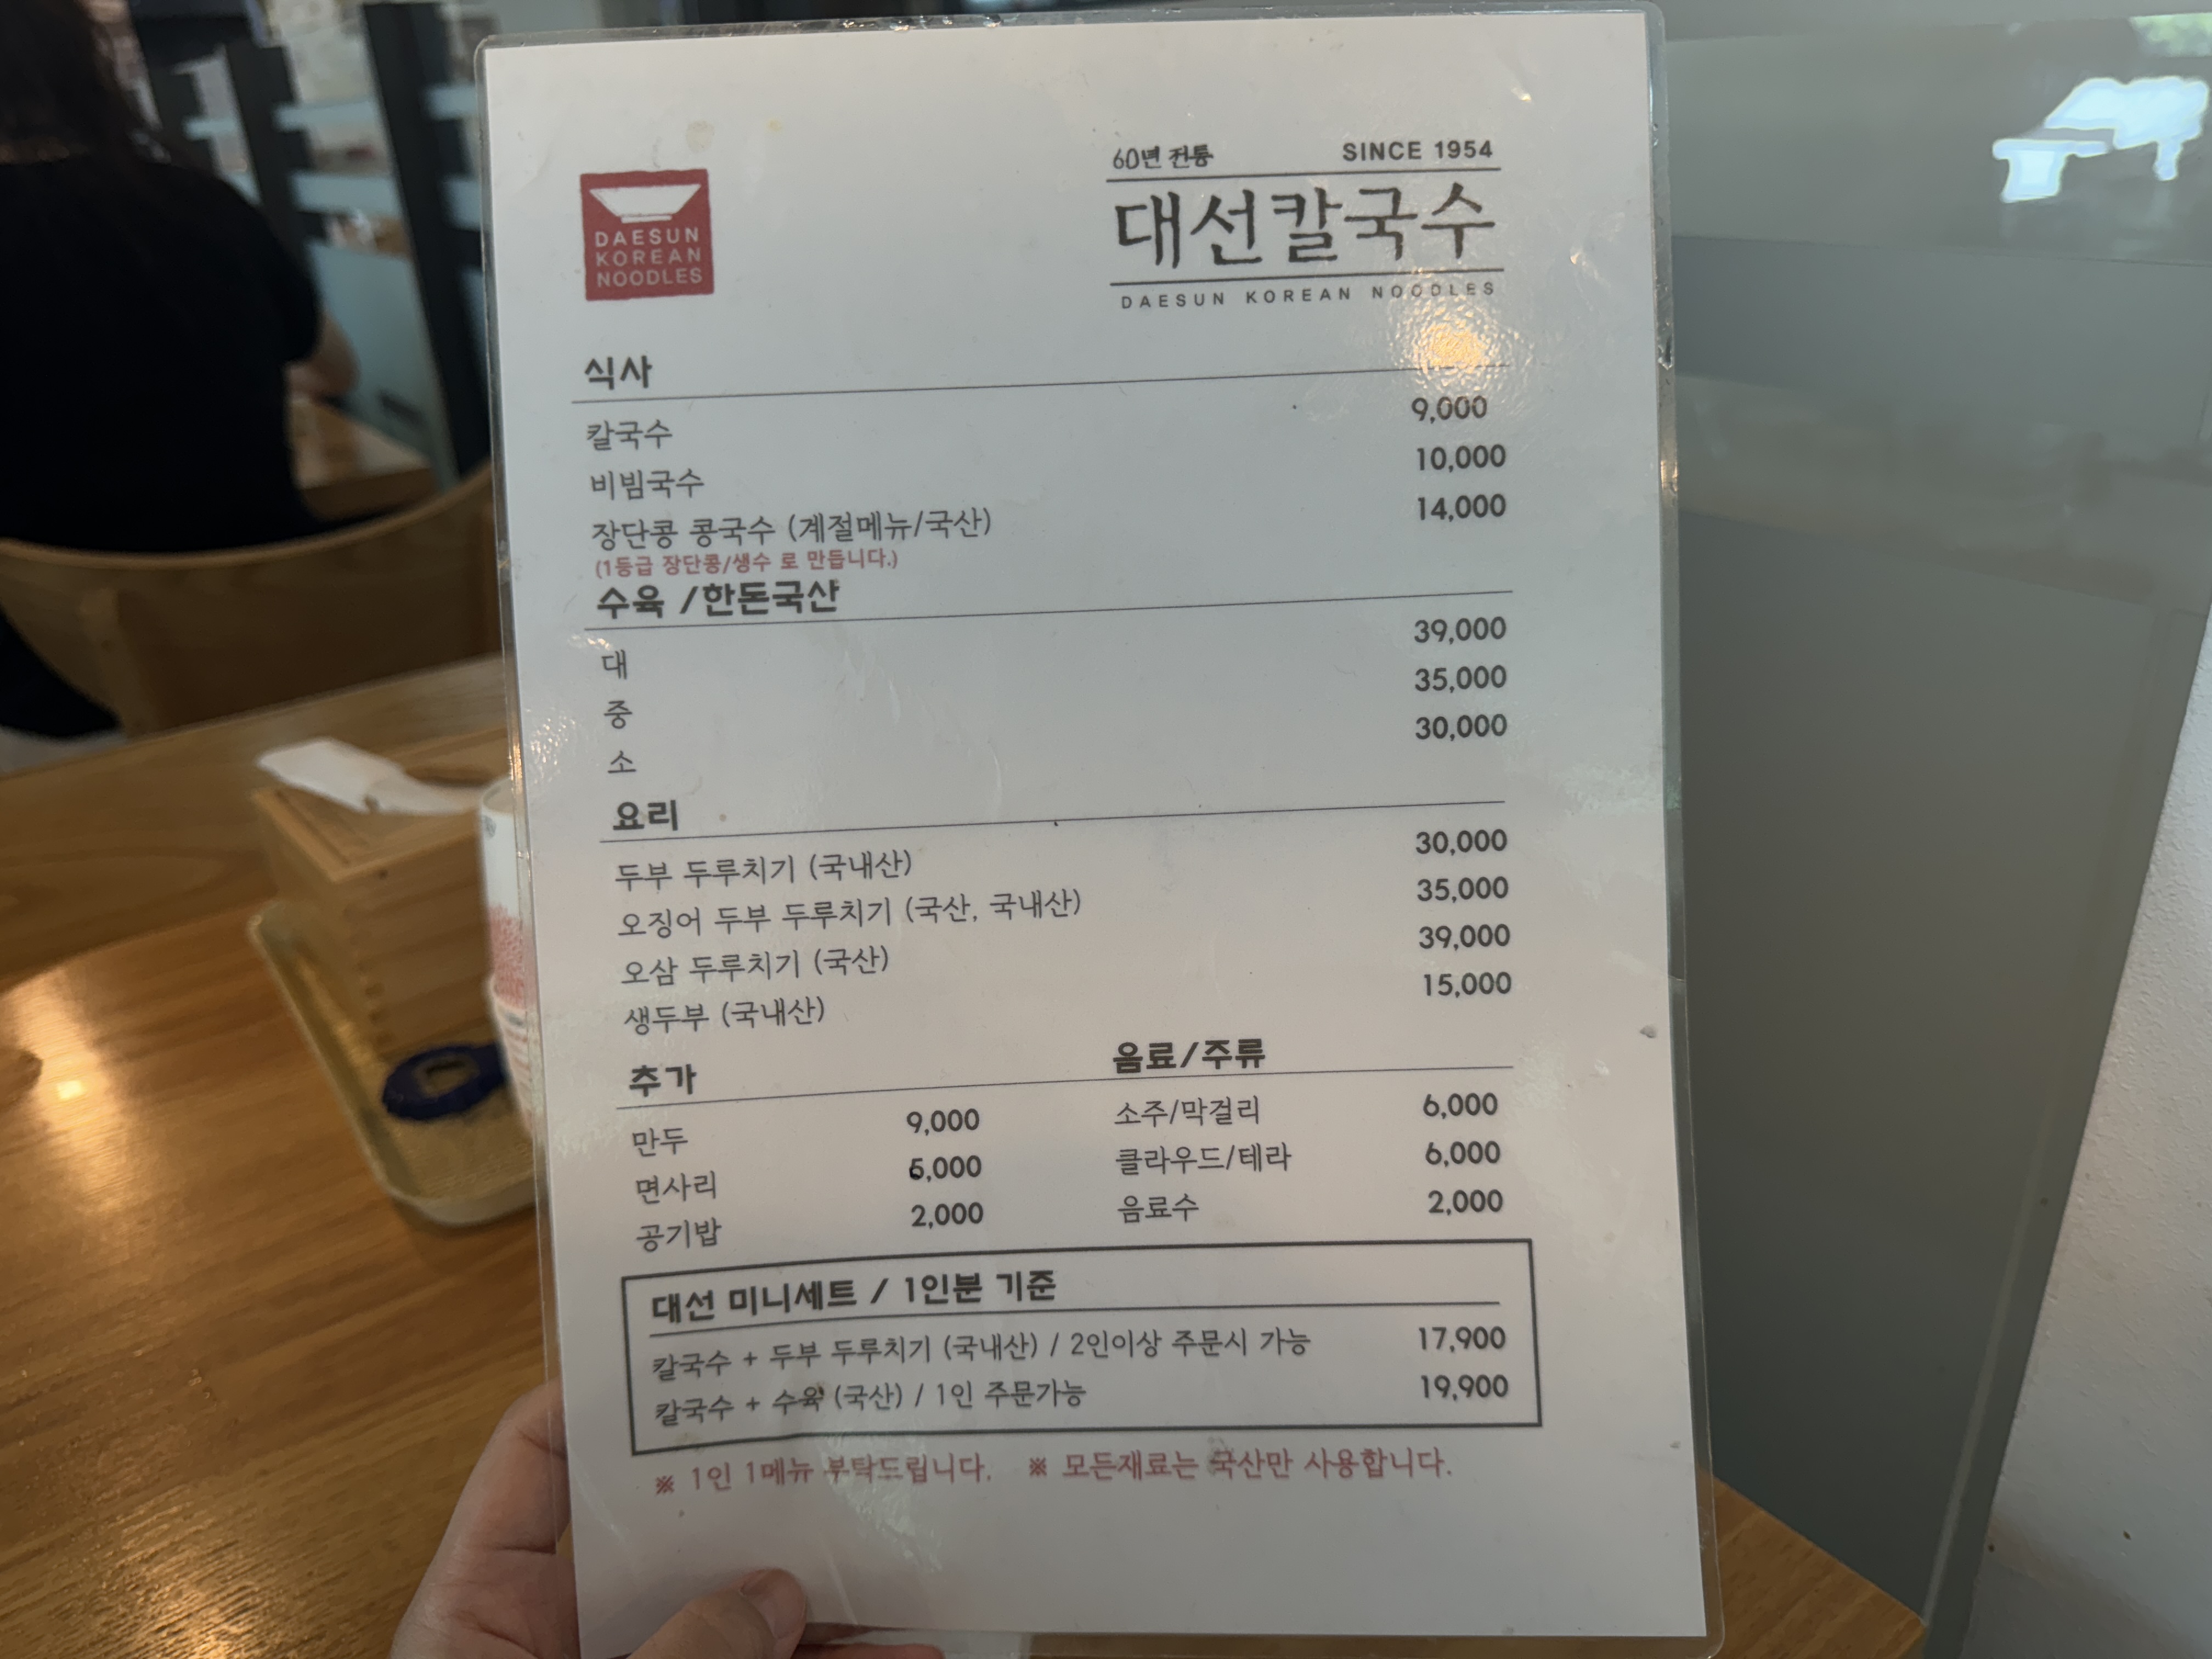 DAESUN
KOREAN
NOODLES
60년 전통 SINCE 1954
대선칼국수
DAESUN KOREAN NOODLES
식사
칼국수 9,000
비빔국수 10,000
장단콩 콩국수 (계절메뉴/국산) 14,000
(1등급 장단콩/생수 로 만듭니다.)
수육 /한돈국산
대 39,000
중 35,000
소 30,000
요리
두부 두루치기 (국내산) 30,000
오징어 두부 두루치기 (국산, 국내산) 35,000
오삼 두루치기 (국산) 39,000
생두부 (국내산) 15,000
추가
만두 9,000
면사리 5,000
공기밥 2,000
음료/주류
소주/막걸리 6,000
클라우드/테라 6,000
음료수 2,000
대선 미니세트 / 1인분 기준
칼국수 + 두부 두루치기 (국내산) / 2인이상 주문시 가능 17,900
칼국수 + 수육 (국산) / 1인 주문가능 19,900
※ 1인 1메뉴 부탁드립니다. ※ 모든재료는 국산만 사용합니다.